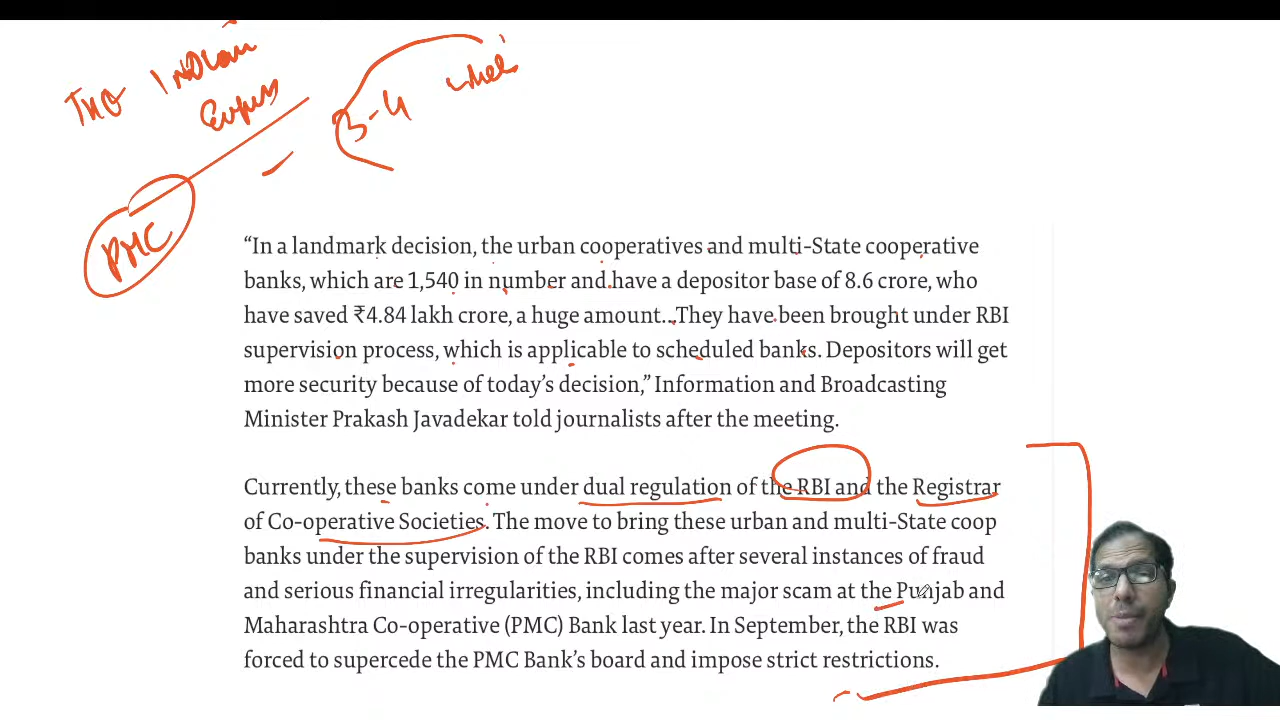 THE INDIAN
Express
3-4
PMC
“In a landmark decision, the urban cooperatives and multi-State cooperative
banks, which are 1,540 in number and have a depositor base of 8.6 crore, who
have saved ₹4.84 lakh crore, a huge amount...They have been brought under RBI
supervision process, which is applicable to scheduled banks. Depositors will get
more security because of today’s decision,” Information and Broadcasting
Minister Prakash Javadekar told journalists after the meeting.
Currently, these banks come under dual regulation of the RBI and the Registrar
of Co-operative Societies. The move to bring these urban and multi-State coop
banks under the supervision of the RBI comes after several instances of fraud
and serious financial irregularities, including the major scam at the Punjab and
Maharashtra Co-operative (PMC) Bank last year. In September, the RBI was
forced to supercede the PMC Bank’s board and impose strict restrictions.